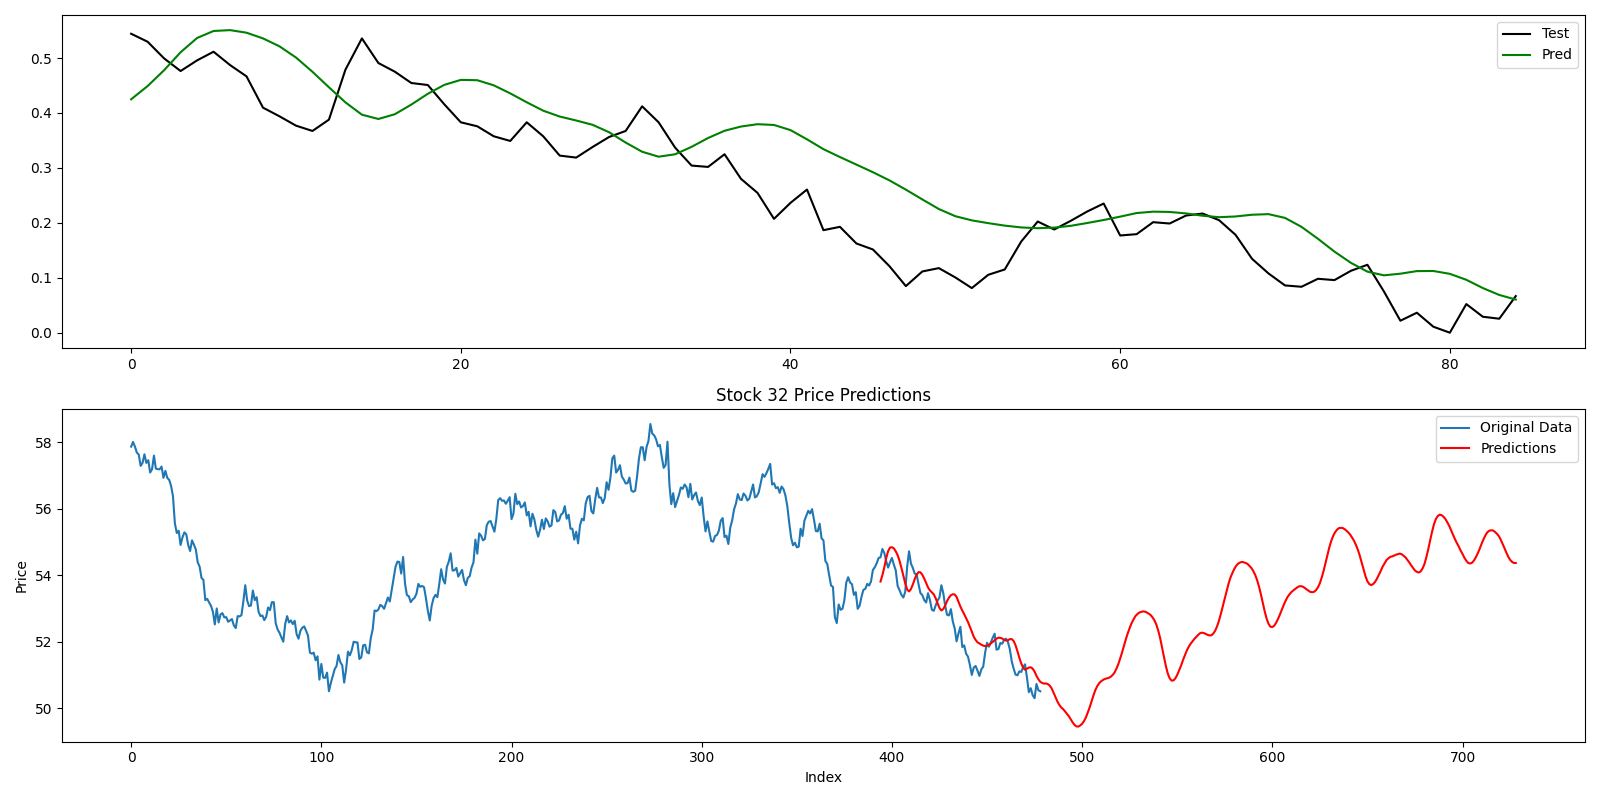 0.5
0.4
0.3
0.2
0.1
0.0
0 20 40 60 80
Test
Pred
Stock 32 Price Predictions
58
56
54
52
50
Price
0 100 200 300 400 500 600 700
Index
Original Data
Predictions